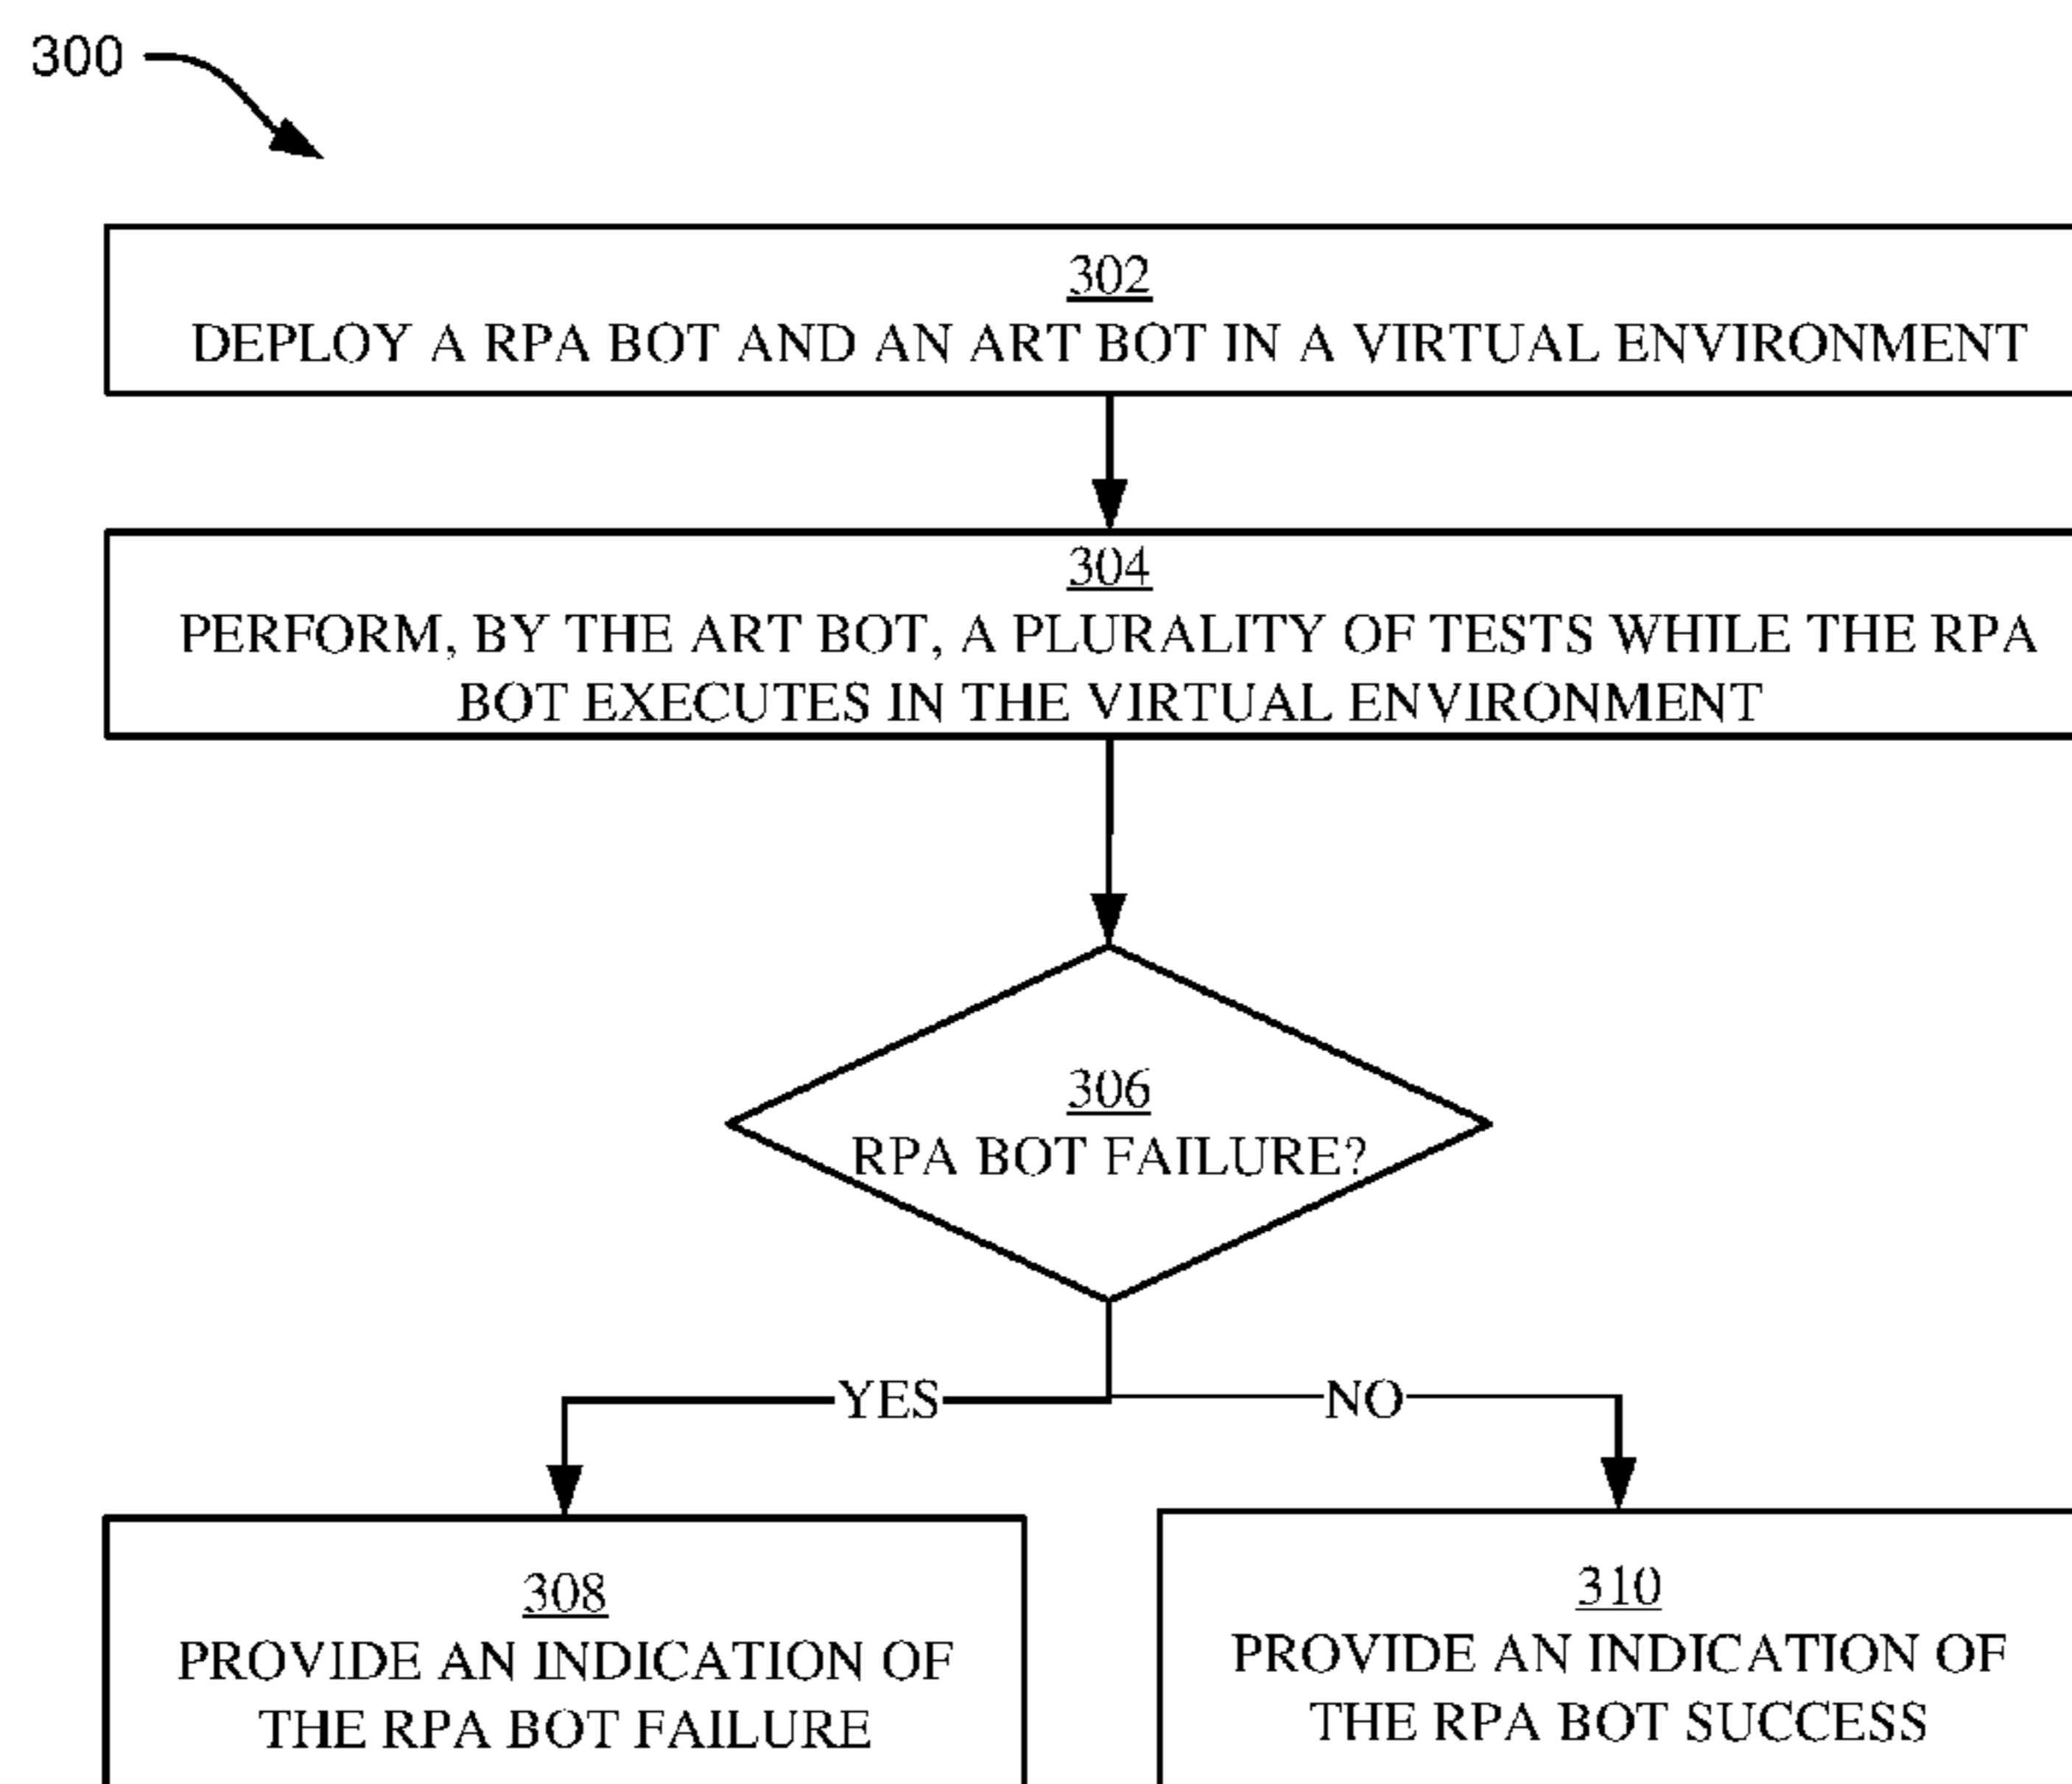 300
302
DEPLOY A RPA BOT AND AN ART BOT IN A VIRTUAL ENVIRONMENT
304
PERFORM, BY THE ART BOT, A PLURALITY OF TESTS WHILE THE RPA
BOT EXECUTES IN THE VIRTUAL ENVIRONMENT
306
RPA BOT FAILURE?
YES
NO
308
PROVIDE AN INDICATION OF
THE RPA BOT FAILURE
310
PROVIDE AN INDICATION OF
THE RPA BOT SUCCESS